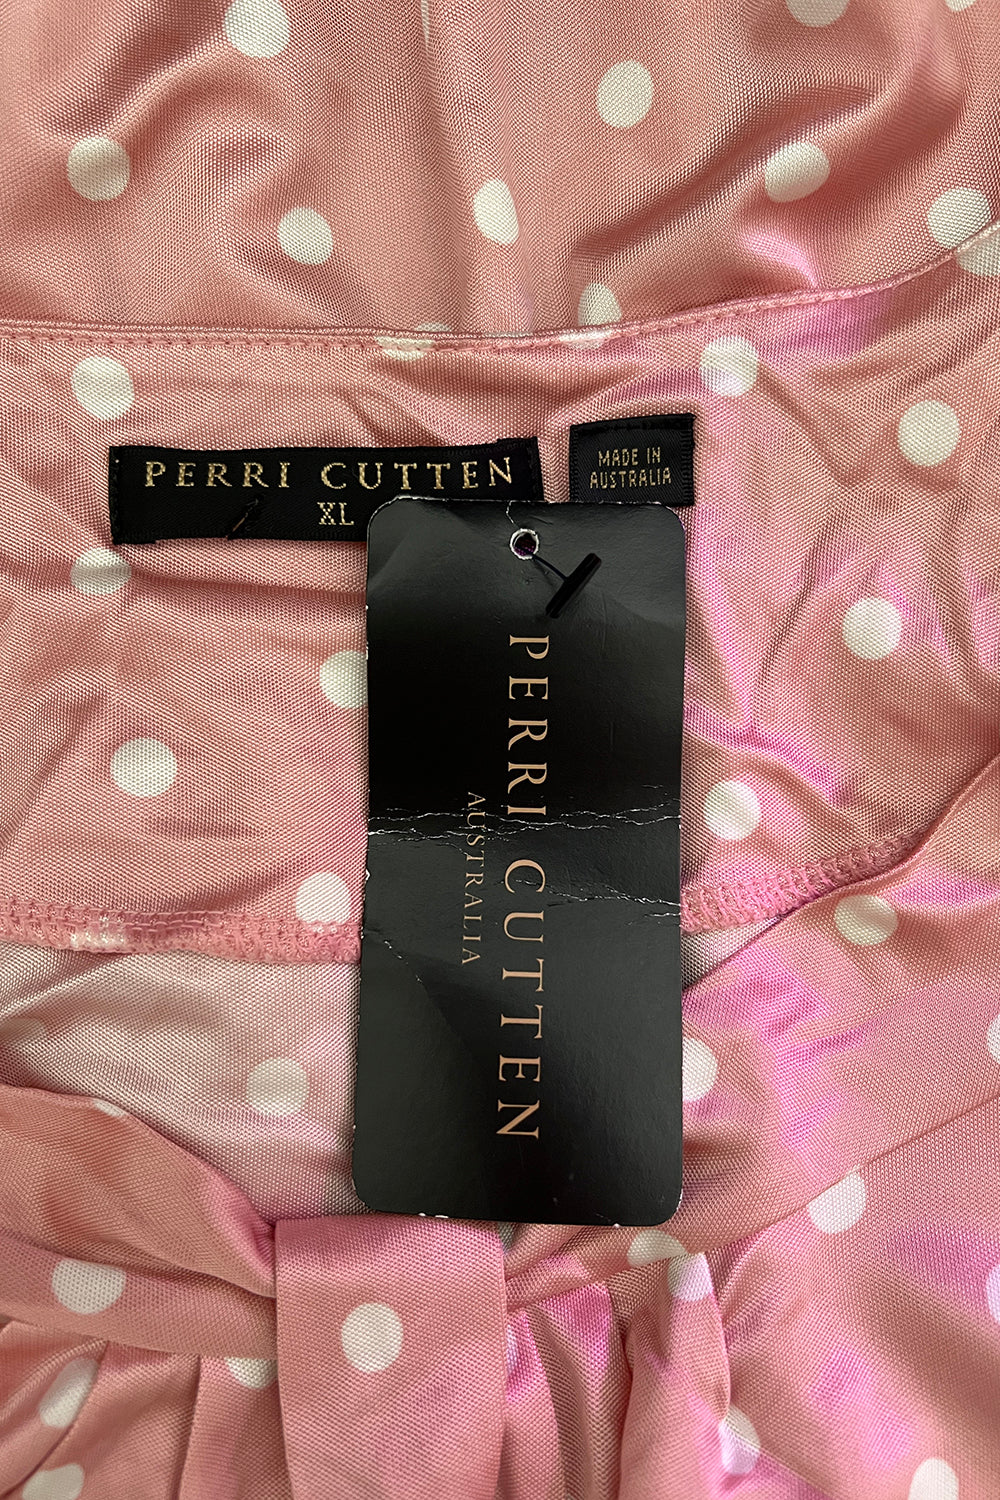 PERRI CUTTEN
XL
MADE IN
AUSTRALIA
PERRI CUTTEN
AUSTRALIA